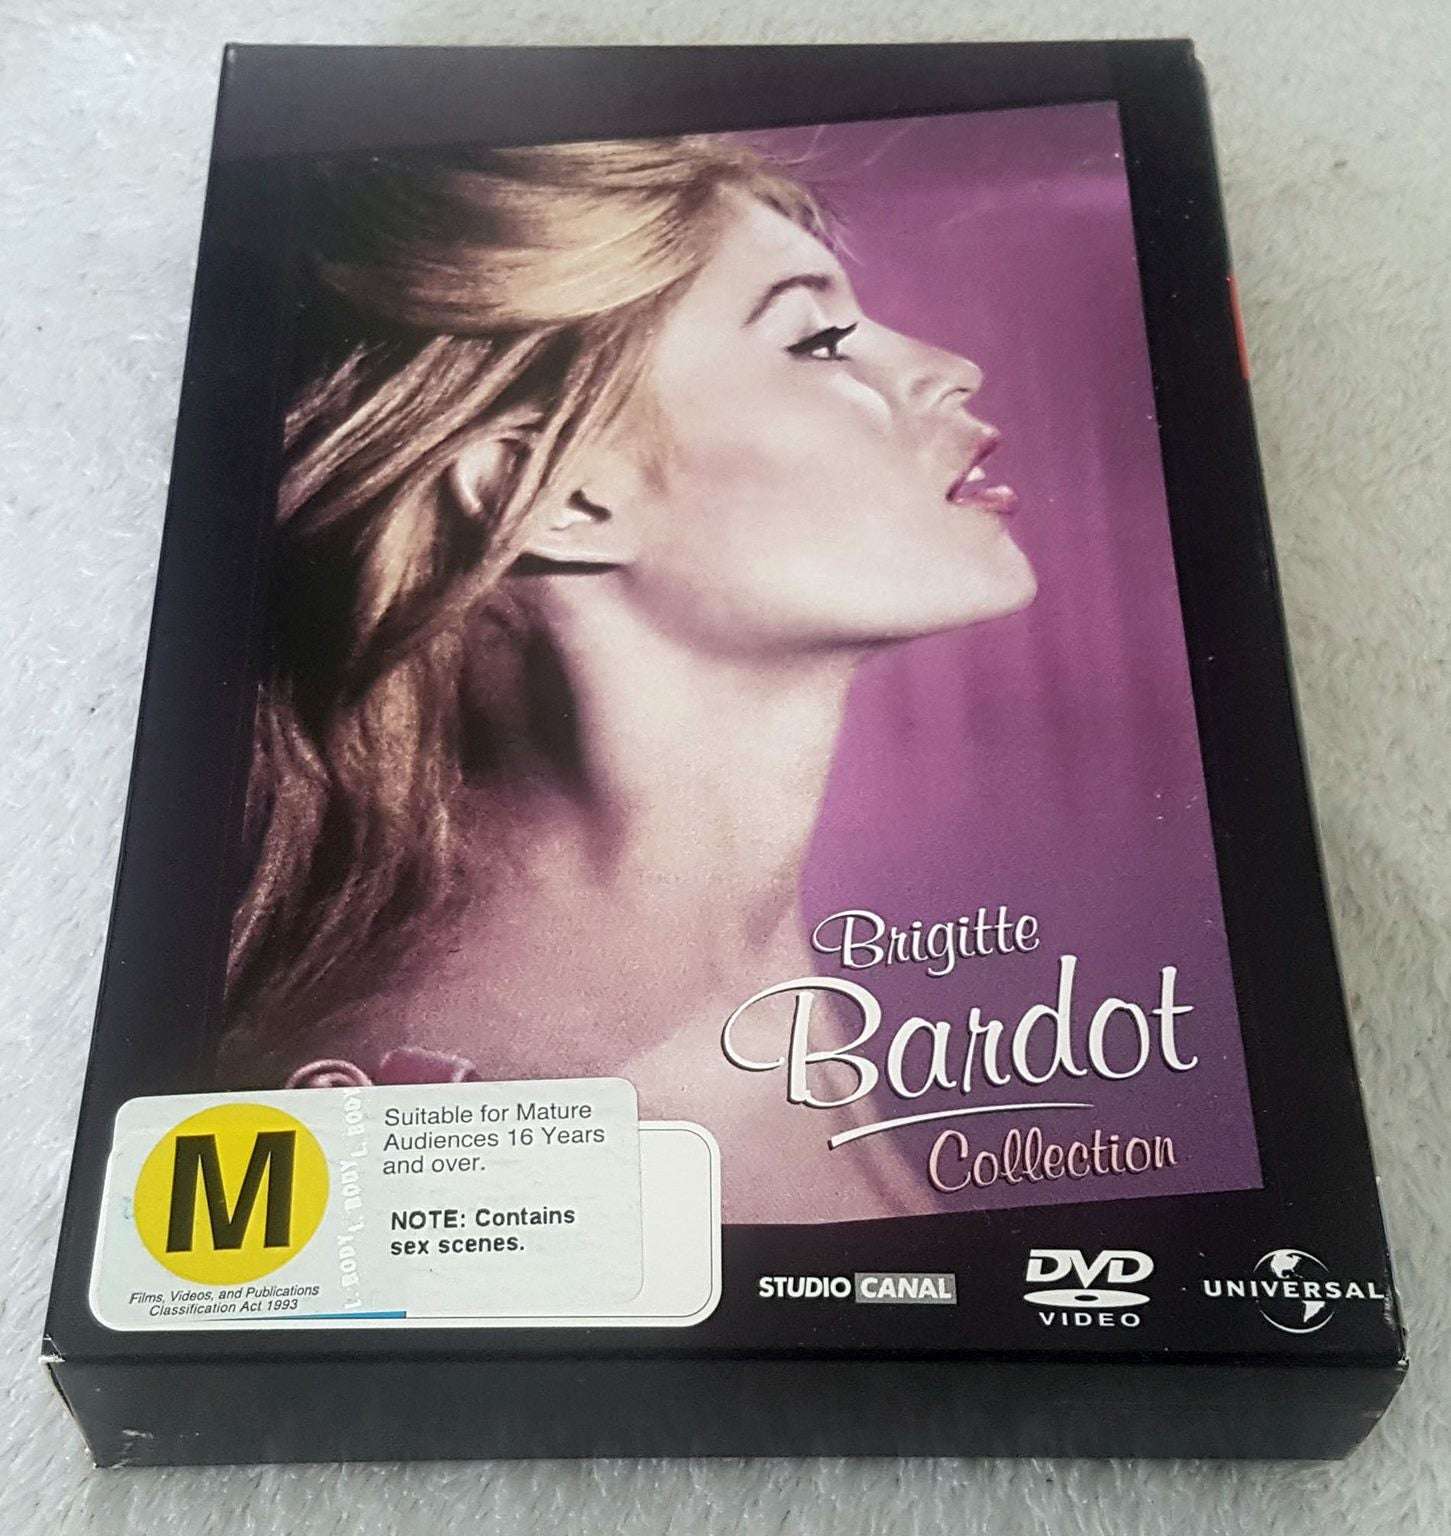 Brigitte
Bardot
Collection
M
Suitable for Mature
Audiences 16 Years
and over.
NOTE: Contains
sex scenes.
Films, Videos, and Publications
Classification Act 1993
STUDIO CANAL
DVD
VIDEO
UNIVERSAL